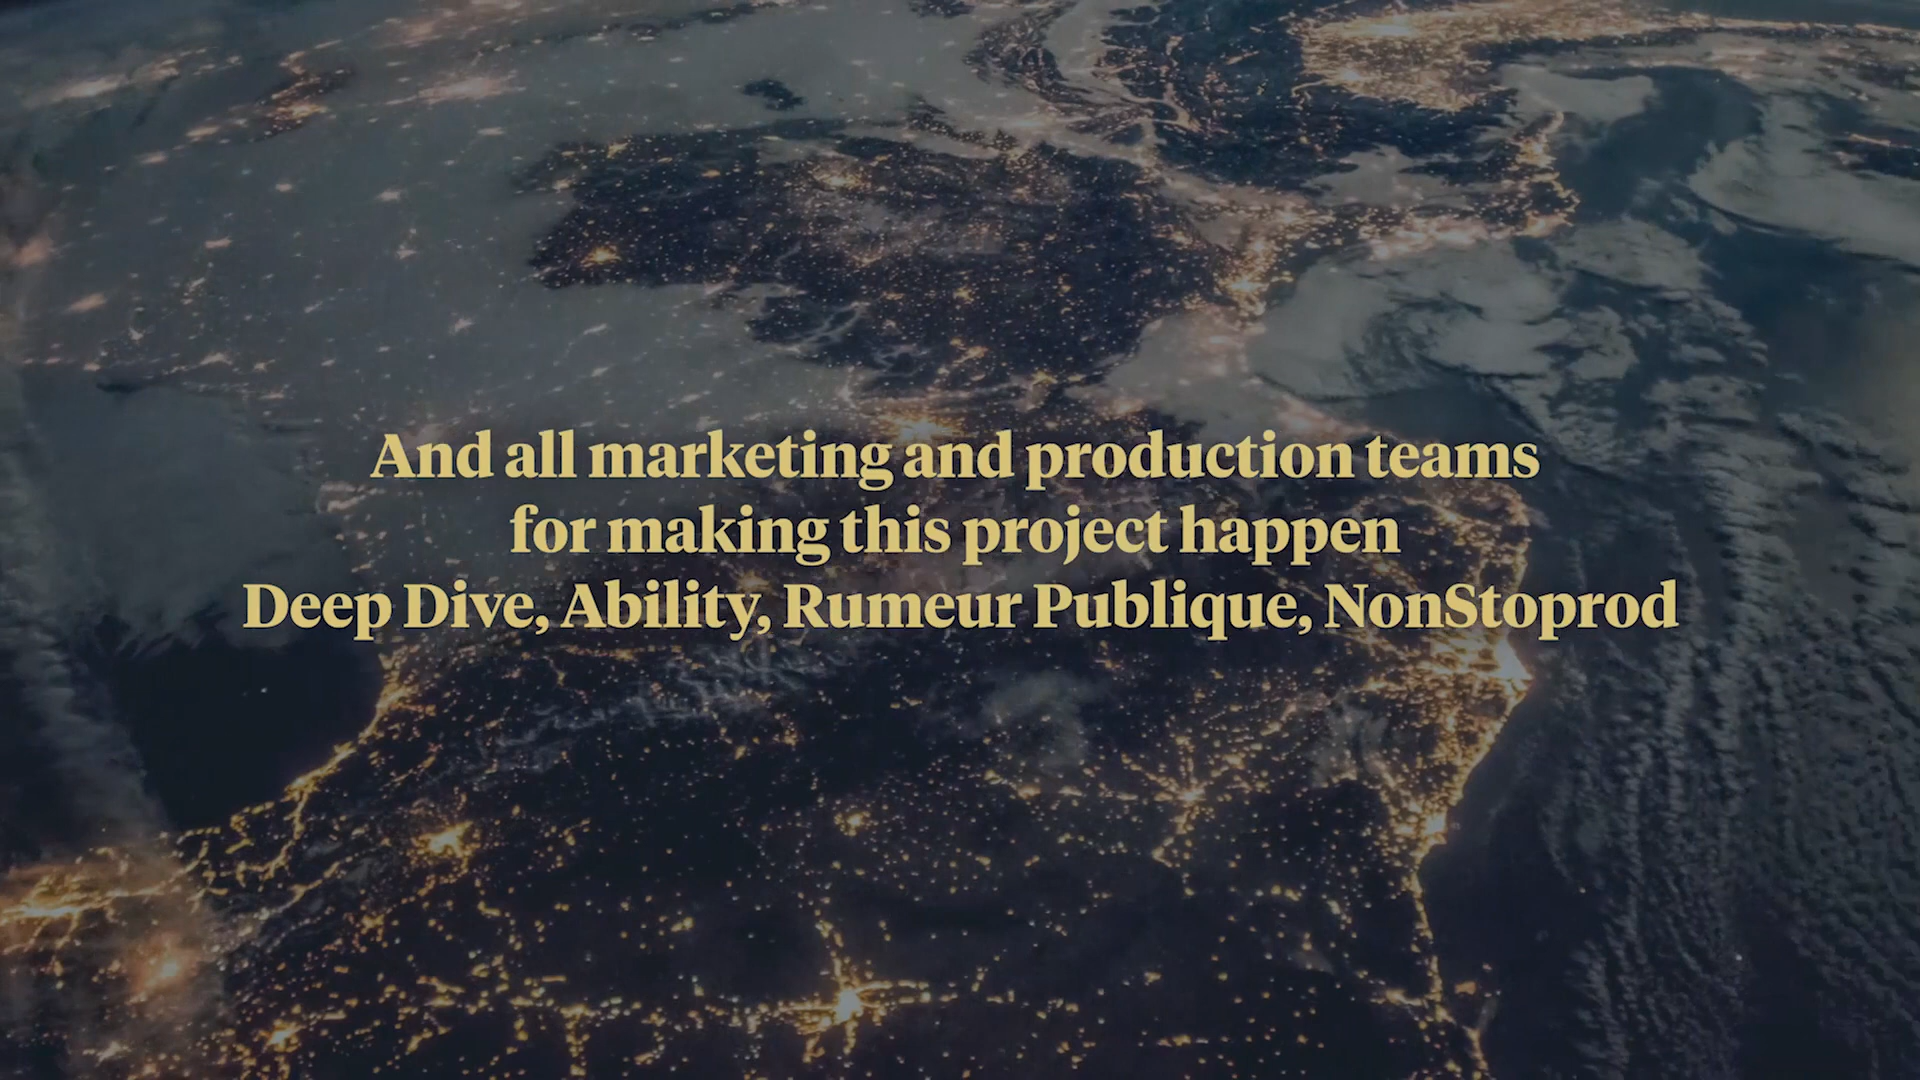 And all marketing and production teams
for making this project happen
Deep Dive, Ability, Rumeur Publique, NonStoprod